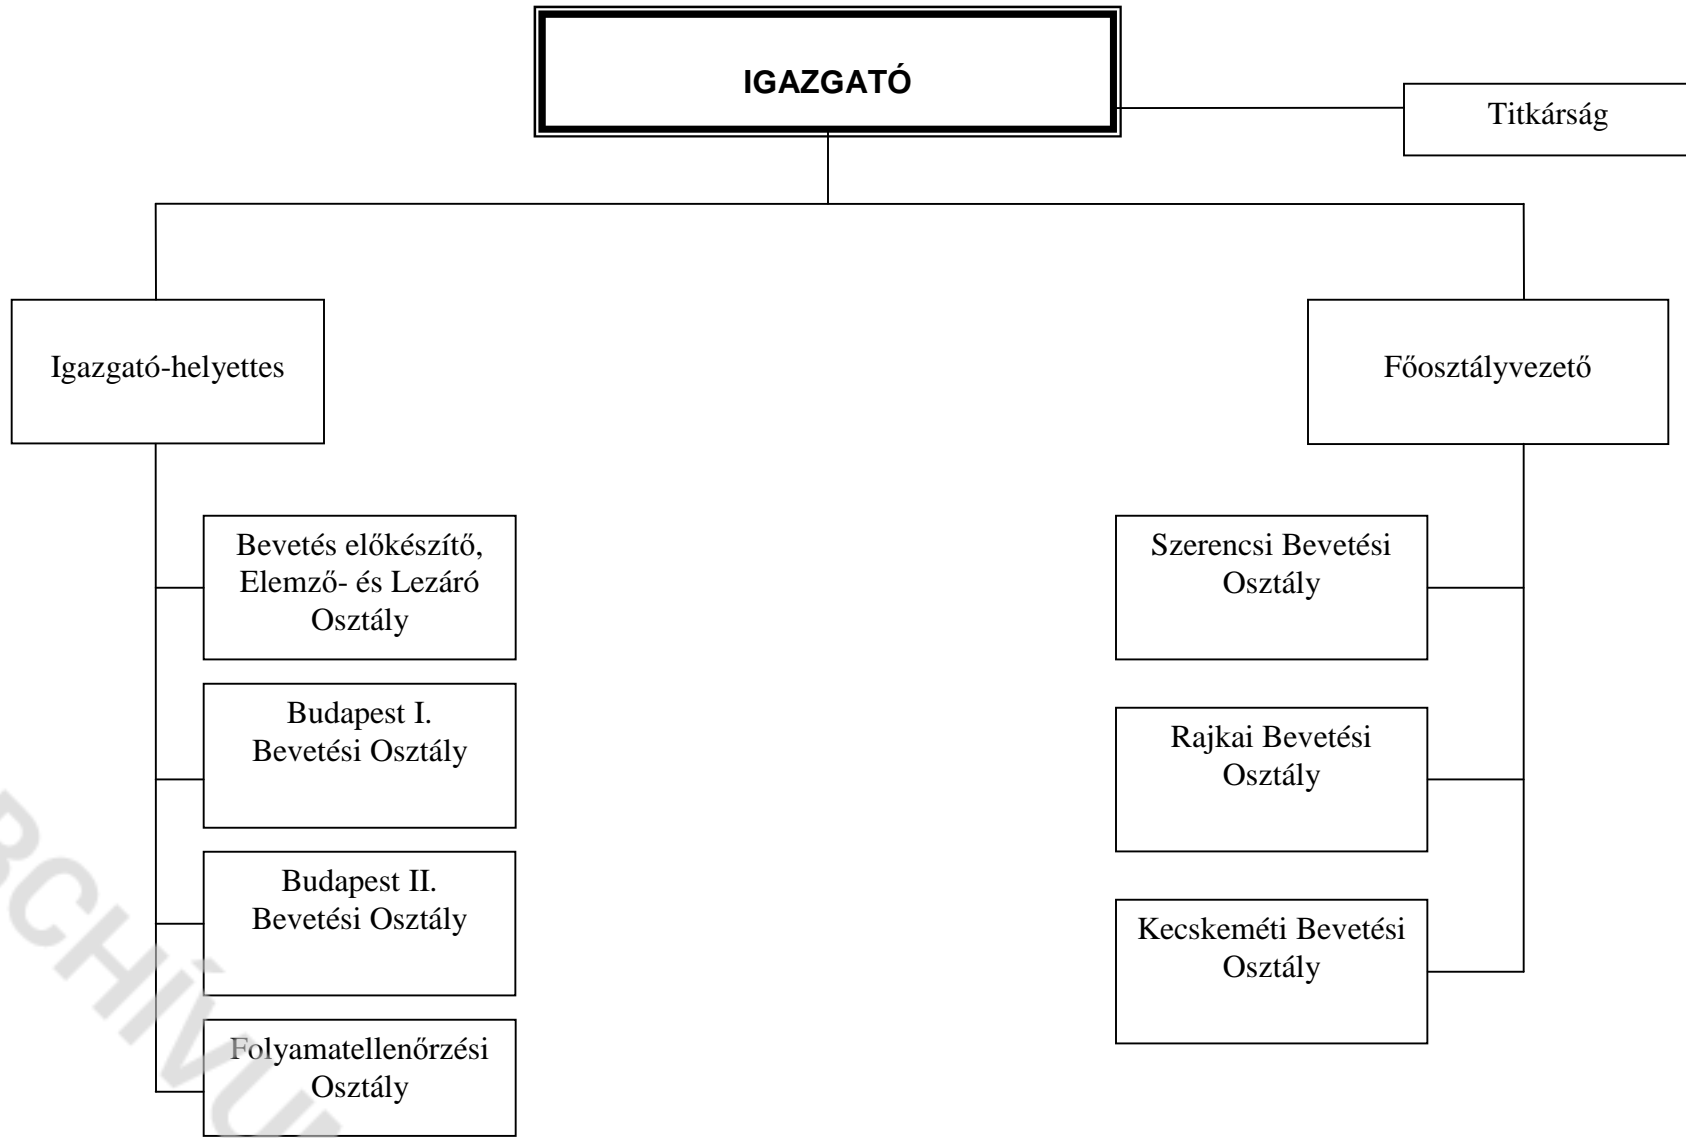 IGAZGATÓ
Titkárság
Igazgató-helyettes
Főosztályvezető
Bevetés előkészítő,
Elemző- és Lezáró
Osztály
Budapest I.
Bevetési Osztály
Budapest II.
Bevetési Osztály
Folyamatellenőrzési
Osztály
Szerencsi Bevetési
Osztály
Rajkai Bevetési
Osztály
Kecskeméti Bevetési
Osztály